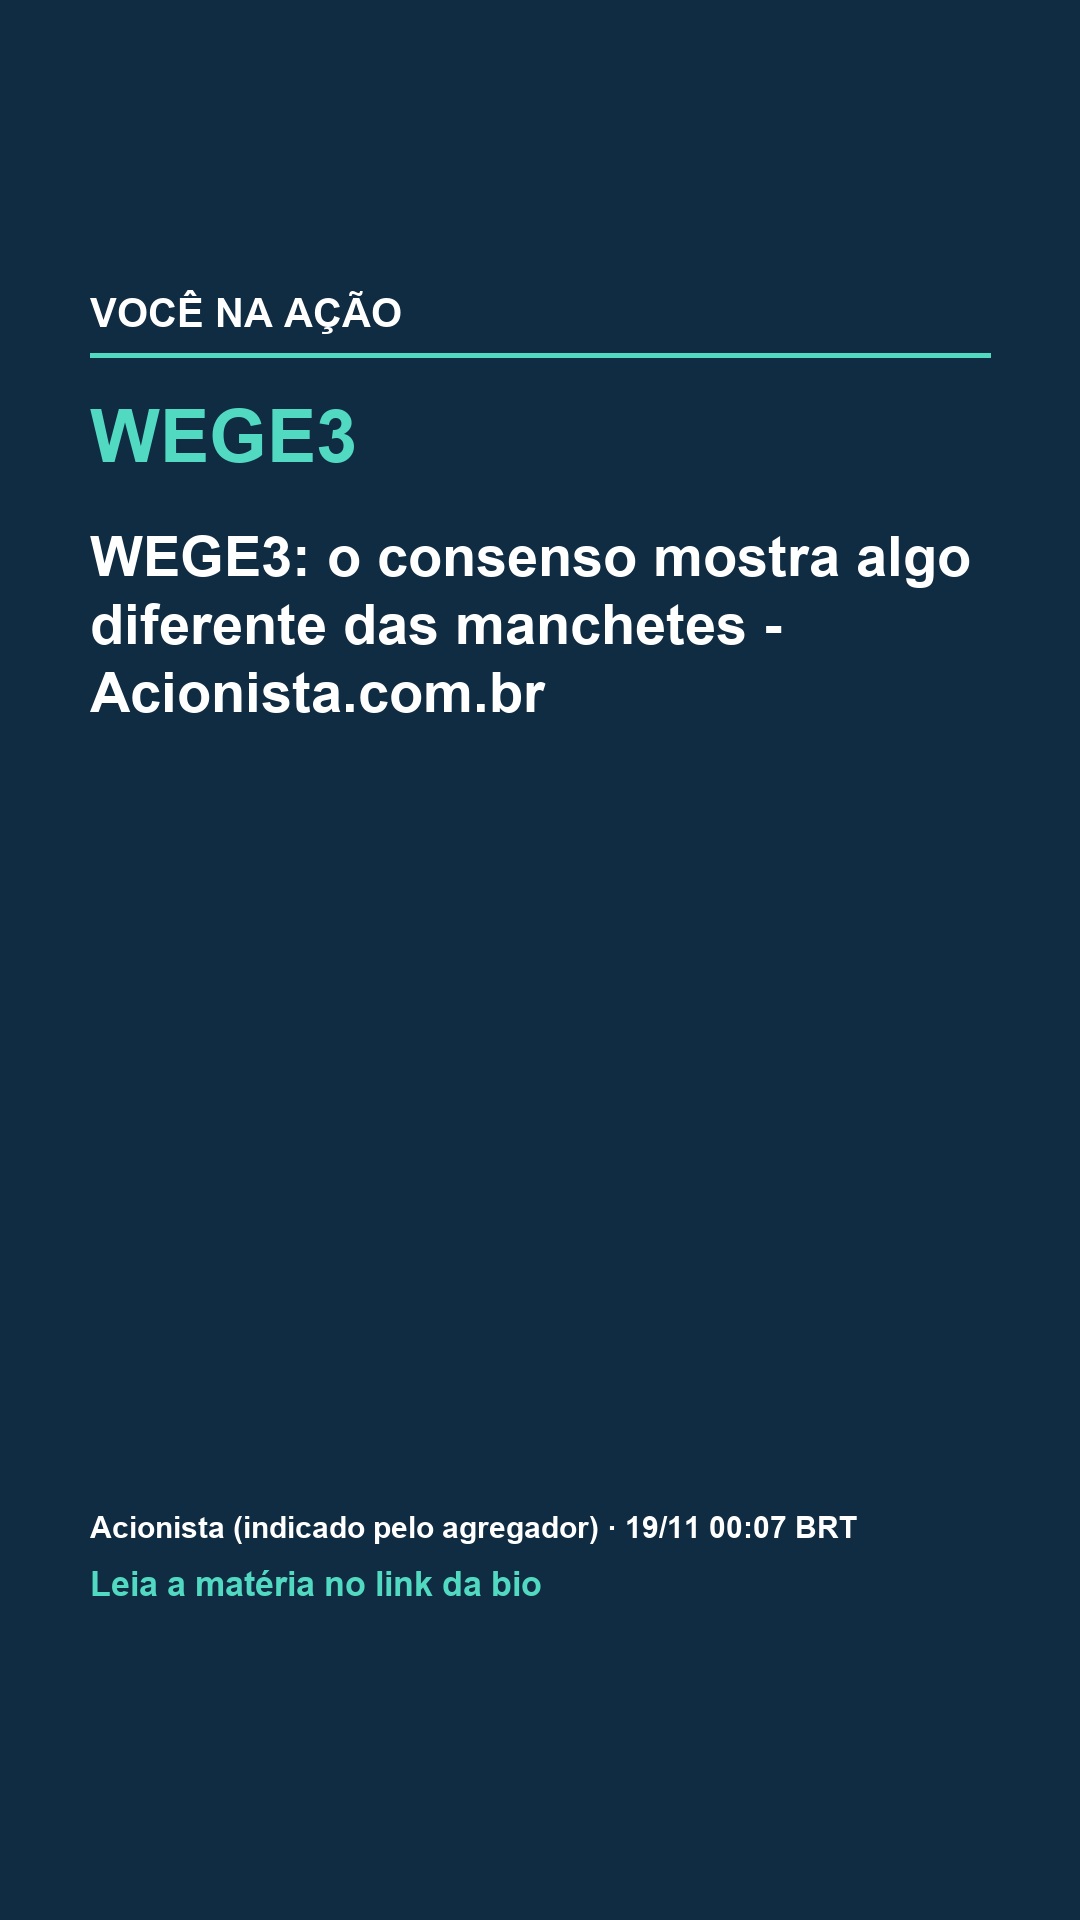 VOCÊ NA AÇÃO
WEGE3
WEGE3: o consenso mostra algo
diferente das manchetes -
Acionista.com.br
Acionista (indicado pelo agregador) · 19/11 00:07 BRT
Leia a matéria no link da bio